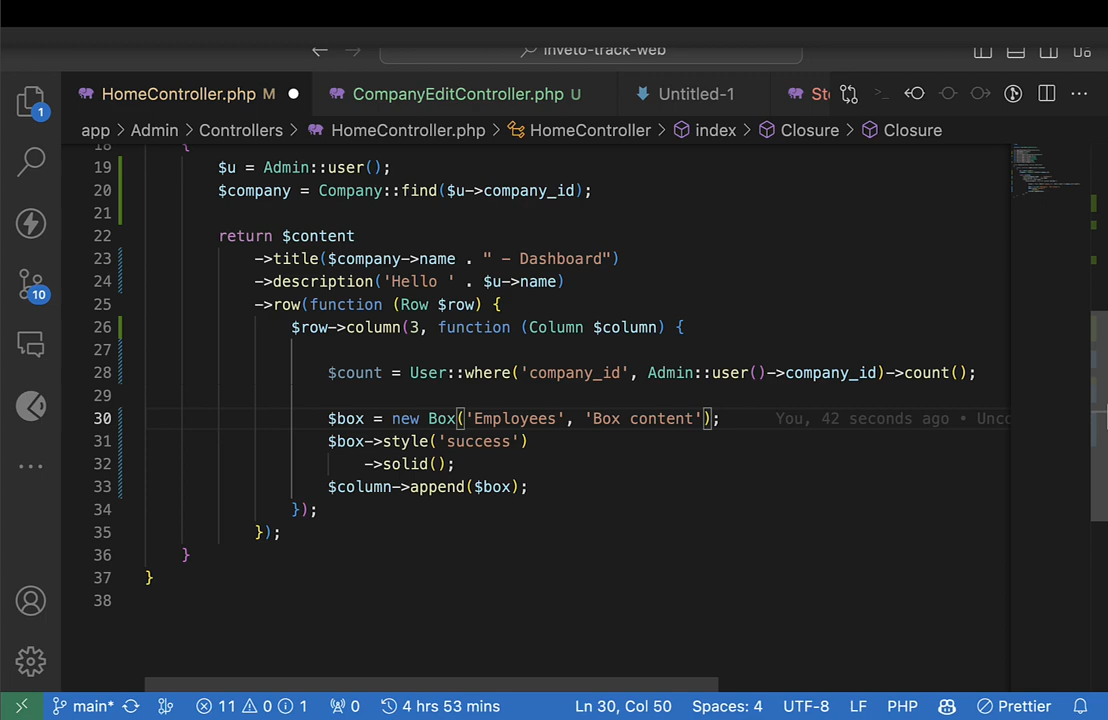 inveto-track-web
HomeController.php M
CompanyEditController.php U
Untitled-1
app > Admin > Controllers > HomeController.php > HomeController > index > Closure > Closure
18 {
19 $u = Admin::user();
20 $company = Company::find($u->company_id);
21
22 return $content
23 ->title($company->name . " - Dashboard")
24 ->description('Hello ' . $u->name)
25 ->row(function (Row $row) {
26 $row->column(3, function (Column $column) {
27
28 $count = User::where('company_id', Admin::user()->company_id)->count();
29
30 $box = new Box('Employees', 'Box content'); You, 42 seconds ago • Unco
31 $box->style('success')
32 ->solid();
33 $column->append($box);
34 });
35 });
36 }
37 }
38
1
10
main* 11 0 1 0 4 hrs 53 mins Ln 30, Col 50 Spaces: 4 UTF-8 LF PHP Prettier